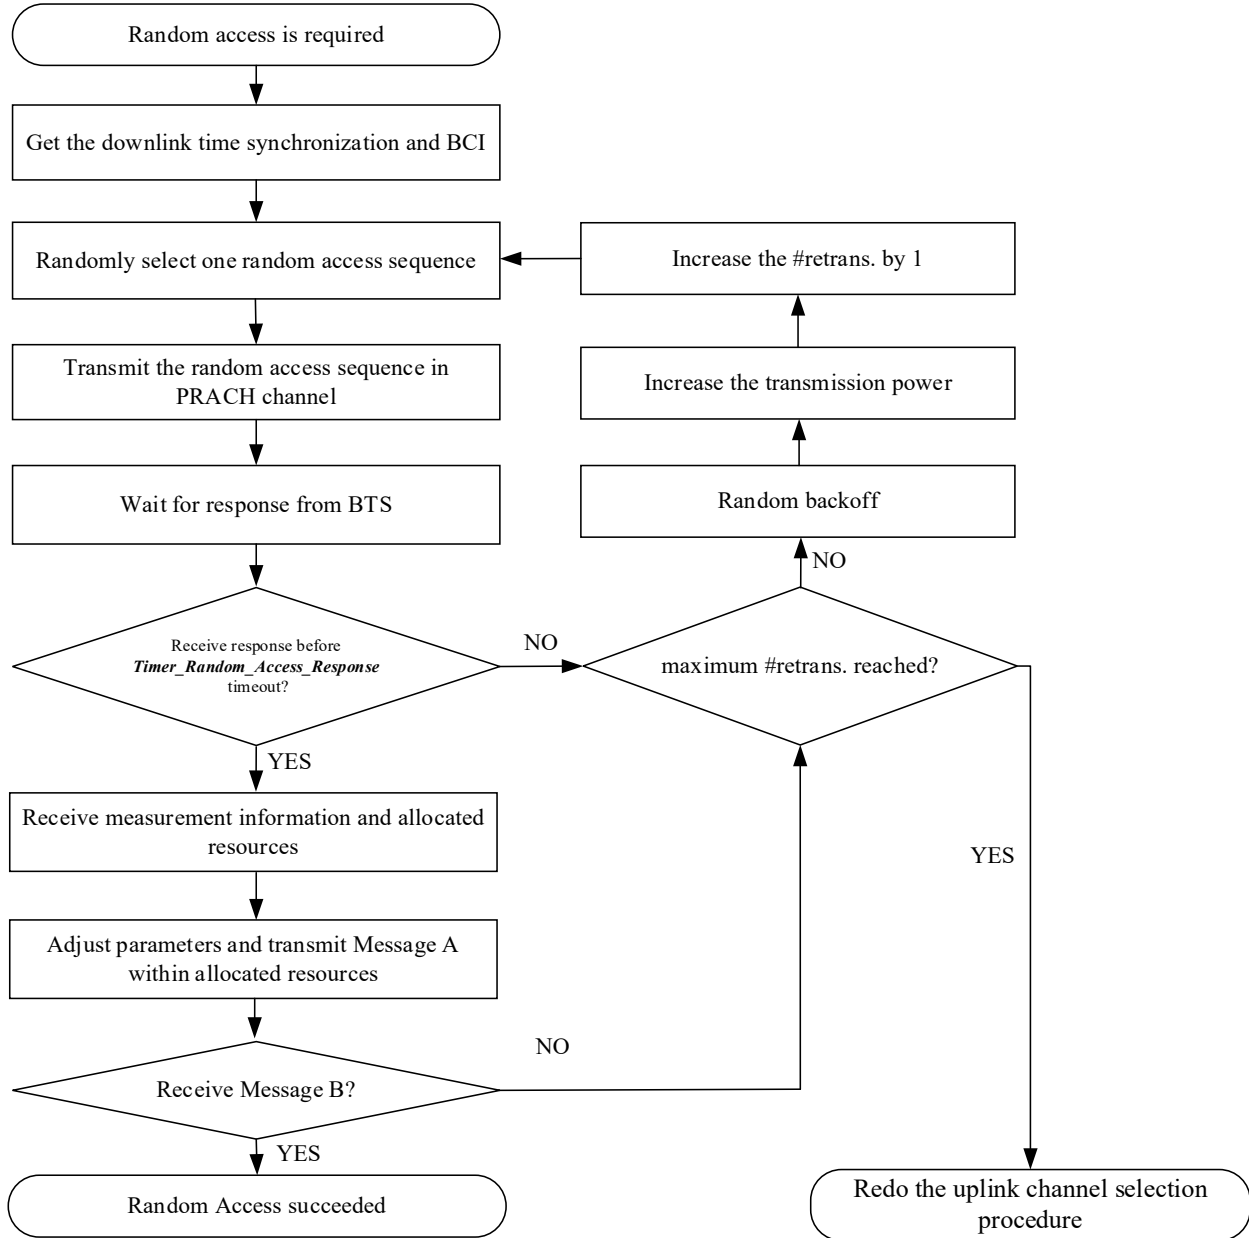 Random access is required
Get the downlink time synchronization and BCI
Randomly select one random access sequence
Increase the #retrans. by 1
Transmit the random access sequence in
PRACH channel
Increase the transmission power
Wait for response from BTS
Random backoff
NO
Receive response before
Timer_Random_Access_Response
timeout?
NO
maximum #retrans. reached?
YES
Receive measurement information and allocated
resources
YES
Adjust parameters and transmit Message A
within allocated resources
NO
Receive Message B?
YES
Random Access succeeded
Redo the uplink channel selection
procedure